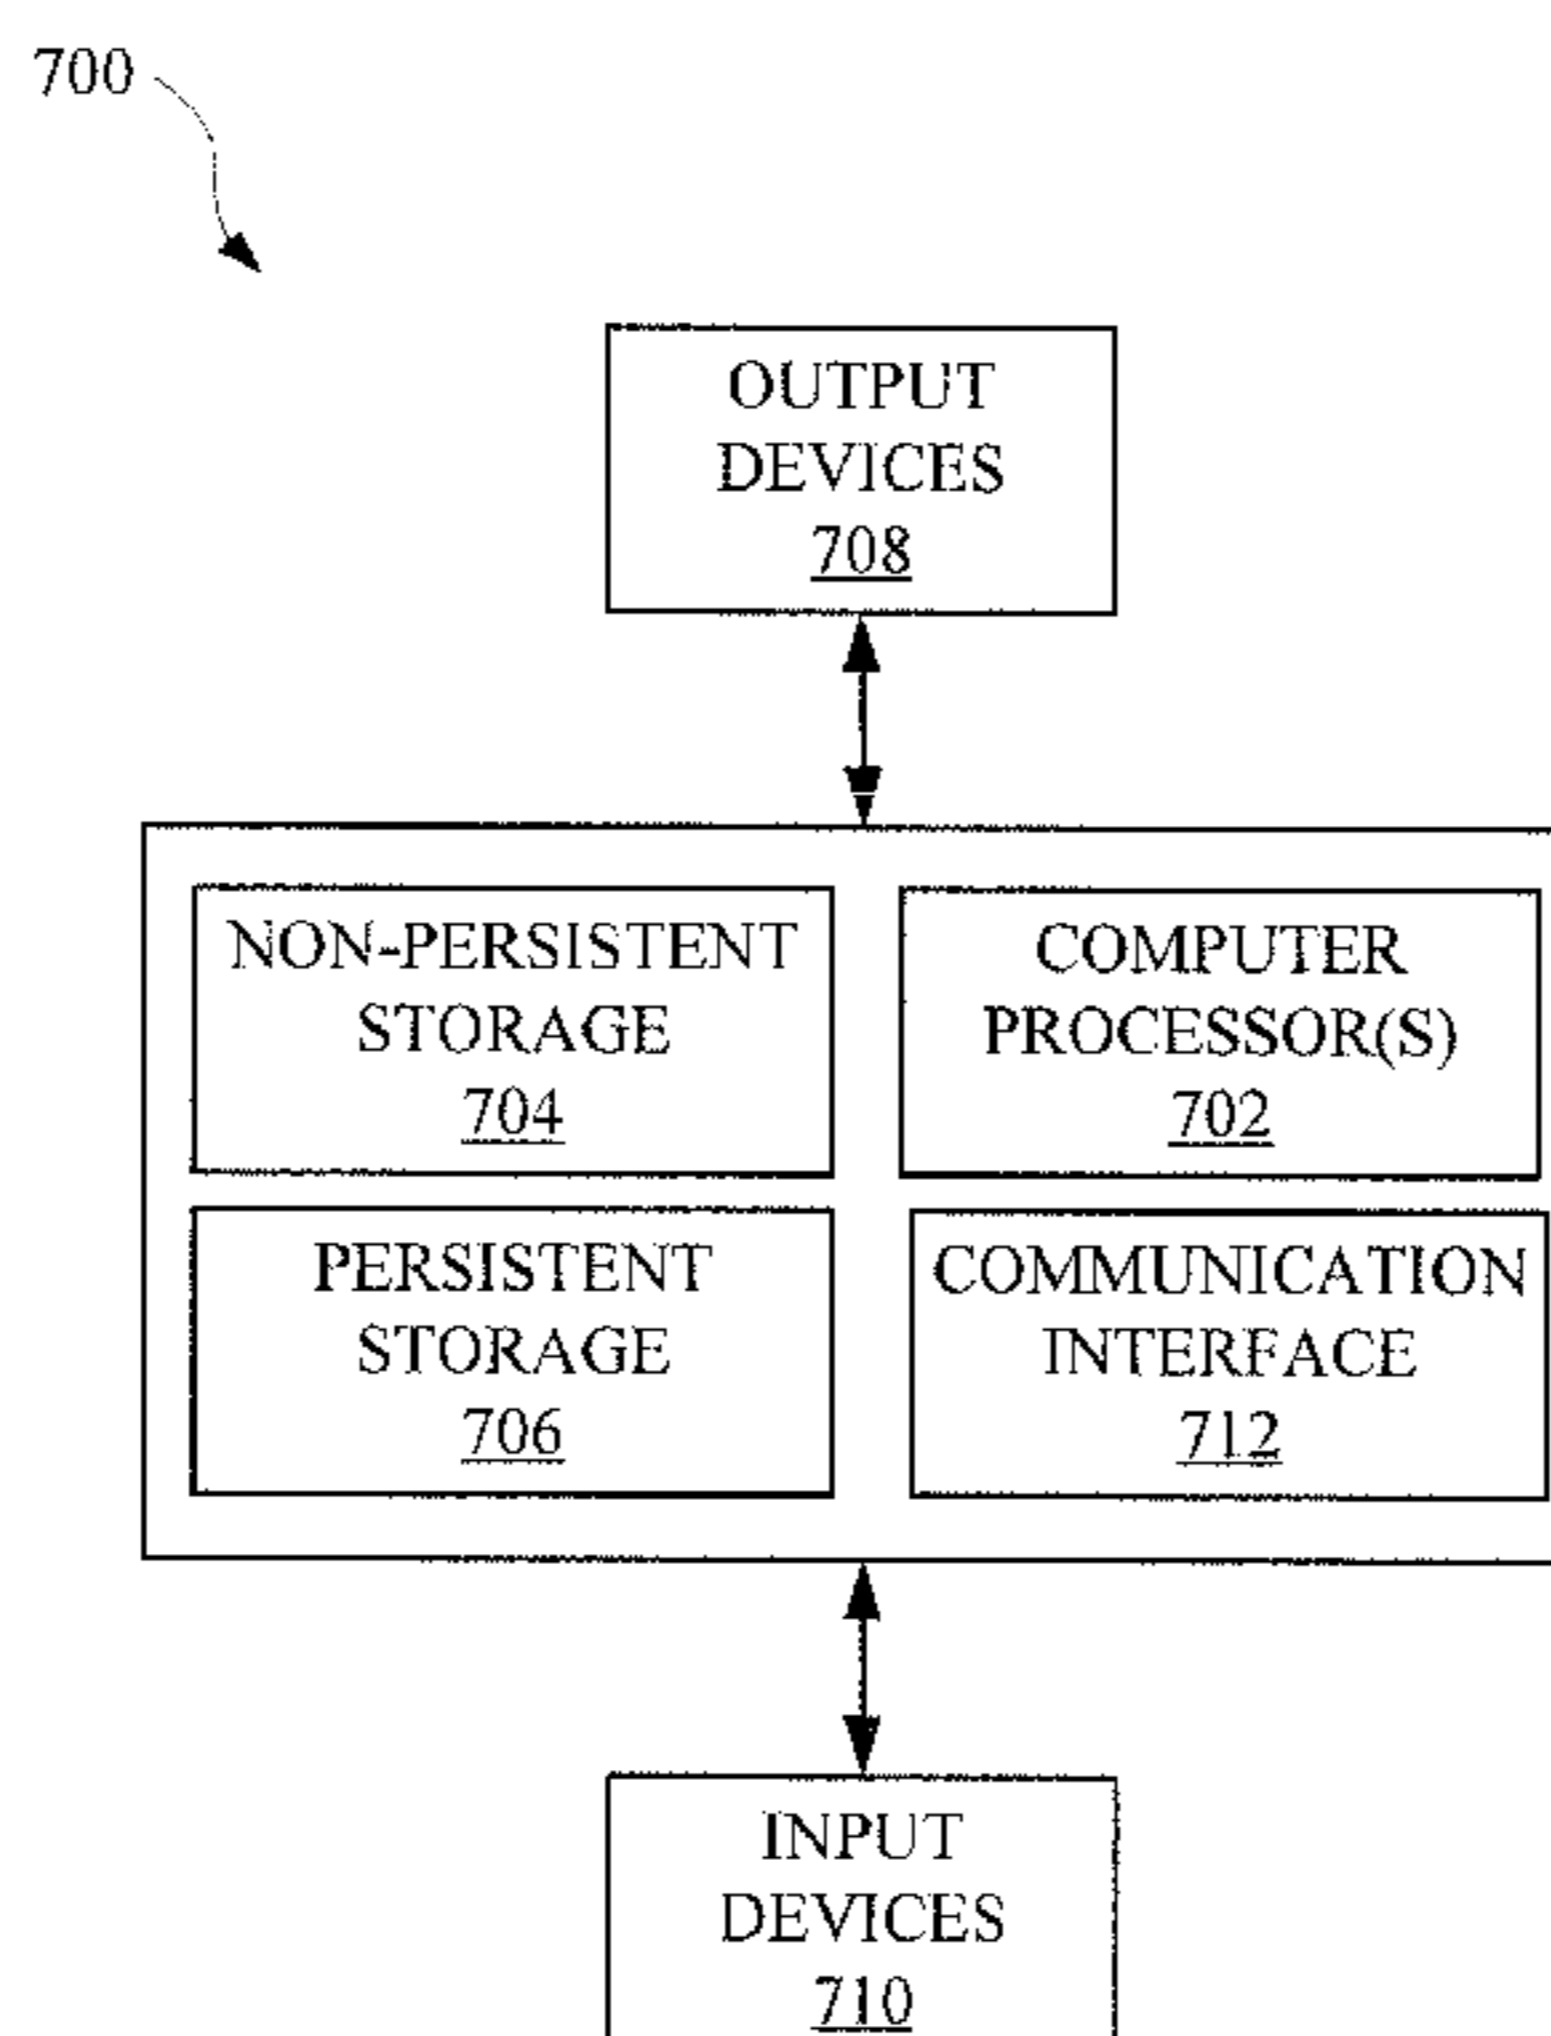 700
OUTPUT
DEVICES
708
NON-PERSISTENT
STORAGE
704
COMPUTER
PROCESSOR(S)
702
PERSISTENT
STORAGE
706
COMMUNICATION
INTERFACE
712
INPUT
DEVICES
710